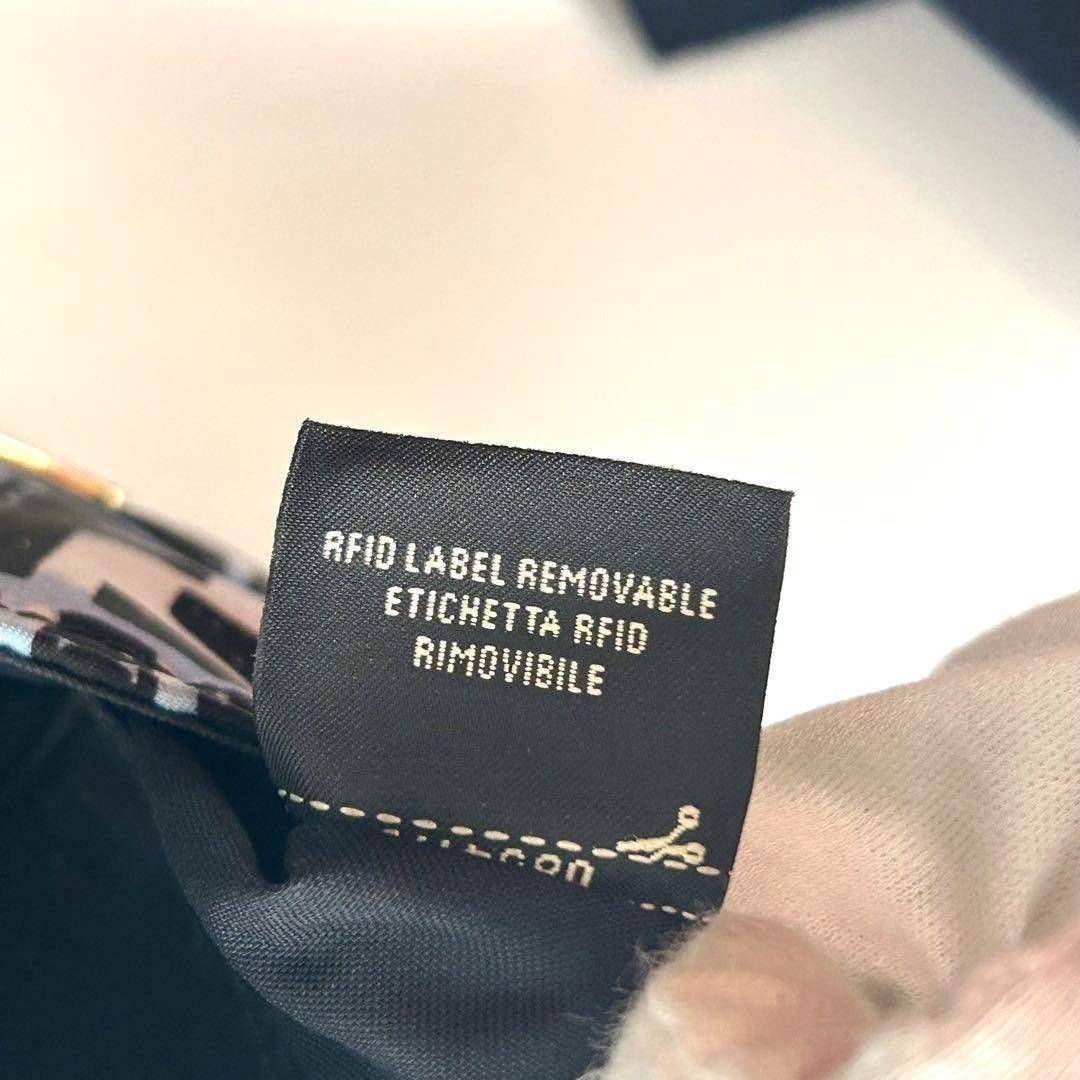 RFID LABEL REMOVABLE
ETICHETTA RFID
RIMOVIBILE